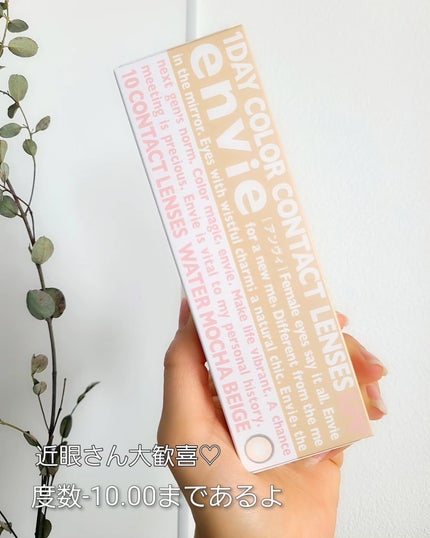 1DAY COLOR CONTACT LENSES
envie
[アンヴィ] Female eyes say it all. Envie
in the mirror. Eyes with wistful charm; a natural chic. Envie, the
for a new me, Different from the me
next gen's norm. Color magic, envie. Make life vibrant. A chance
meeting is precious. Envie is vital to my personal history.
10 CONTACT LENSES WATER MOCHA BEIGE
近眼さん大歓喜♡
度数-10.00まであるよ